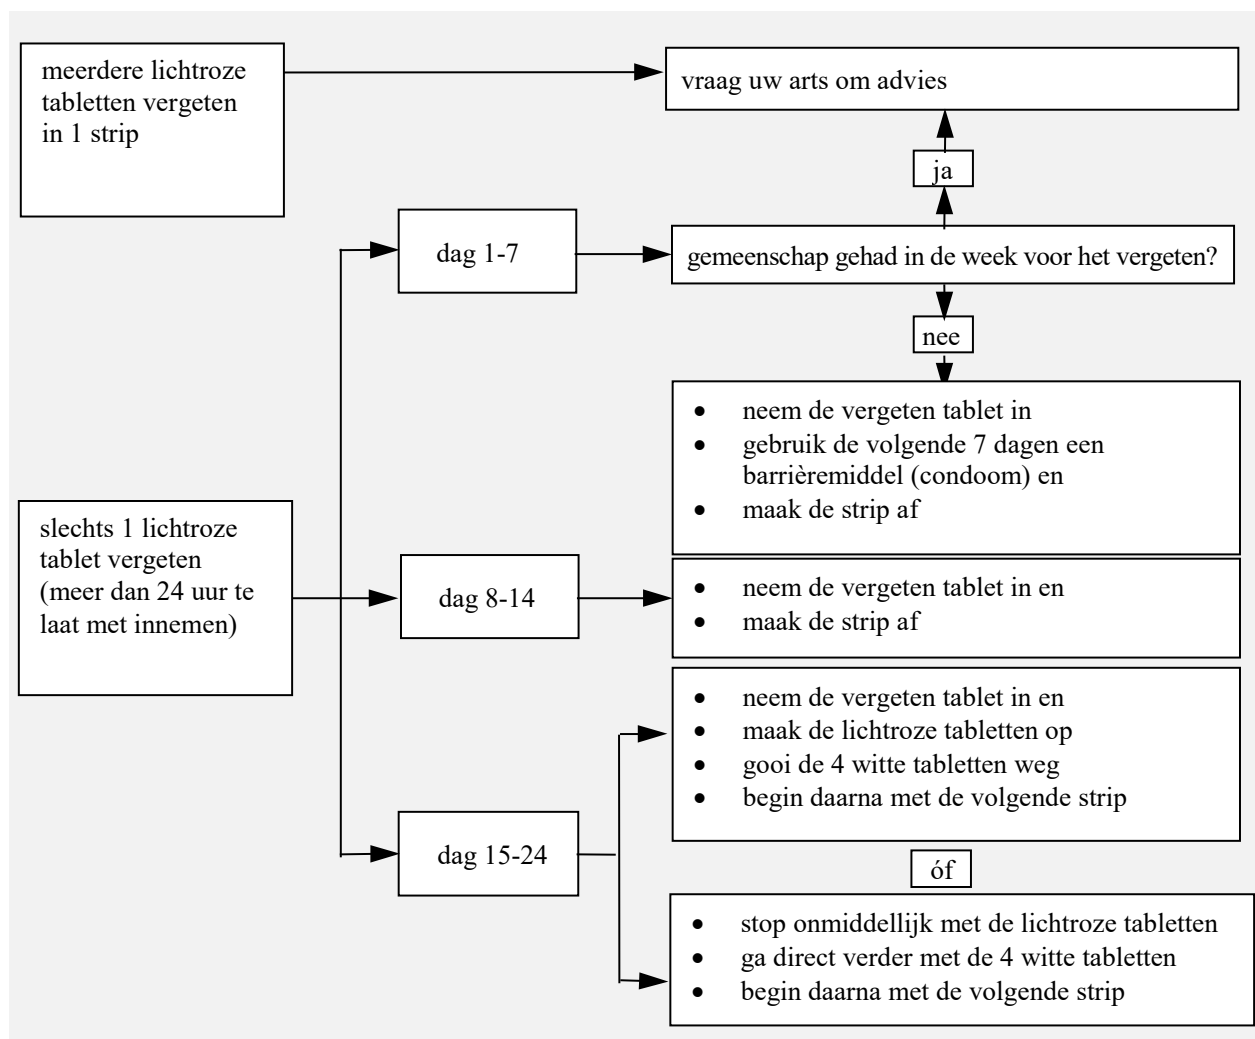 meerdere lichtroze
tabletten vergeten
in 1 strip
vraag uw arts om advies
ja
dag 1-7
gemeenschap gehad in de week voor het vergeten?
nee
• neem de vergeten tablet in
• gebruik de volgende 7 dagen een
barrièremiddel (condoom) en
• maak de strip af
slechts 1 lichtroze
tablet vergeten
(meer dan 24 uur te
laat met innemen)
dag 8-14
• neem de vergeten tablet in en
• maak de strip af
• neem de vergeten tablet in en
• maak de lichtroze tabletten op
• gooi de 4 witte tabletten weg
• begin daarna met de volgende strip
dag 15-24
óf
• stop onmiddellijk met de lichtroze tabletten
• ga direct verder met de 4 witte tabletten
• begin daarna met de volgende strip